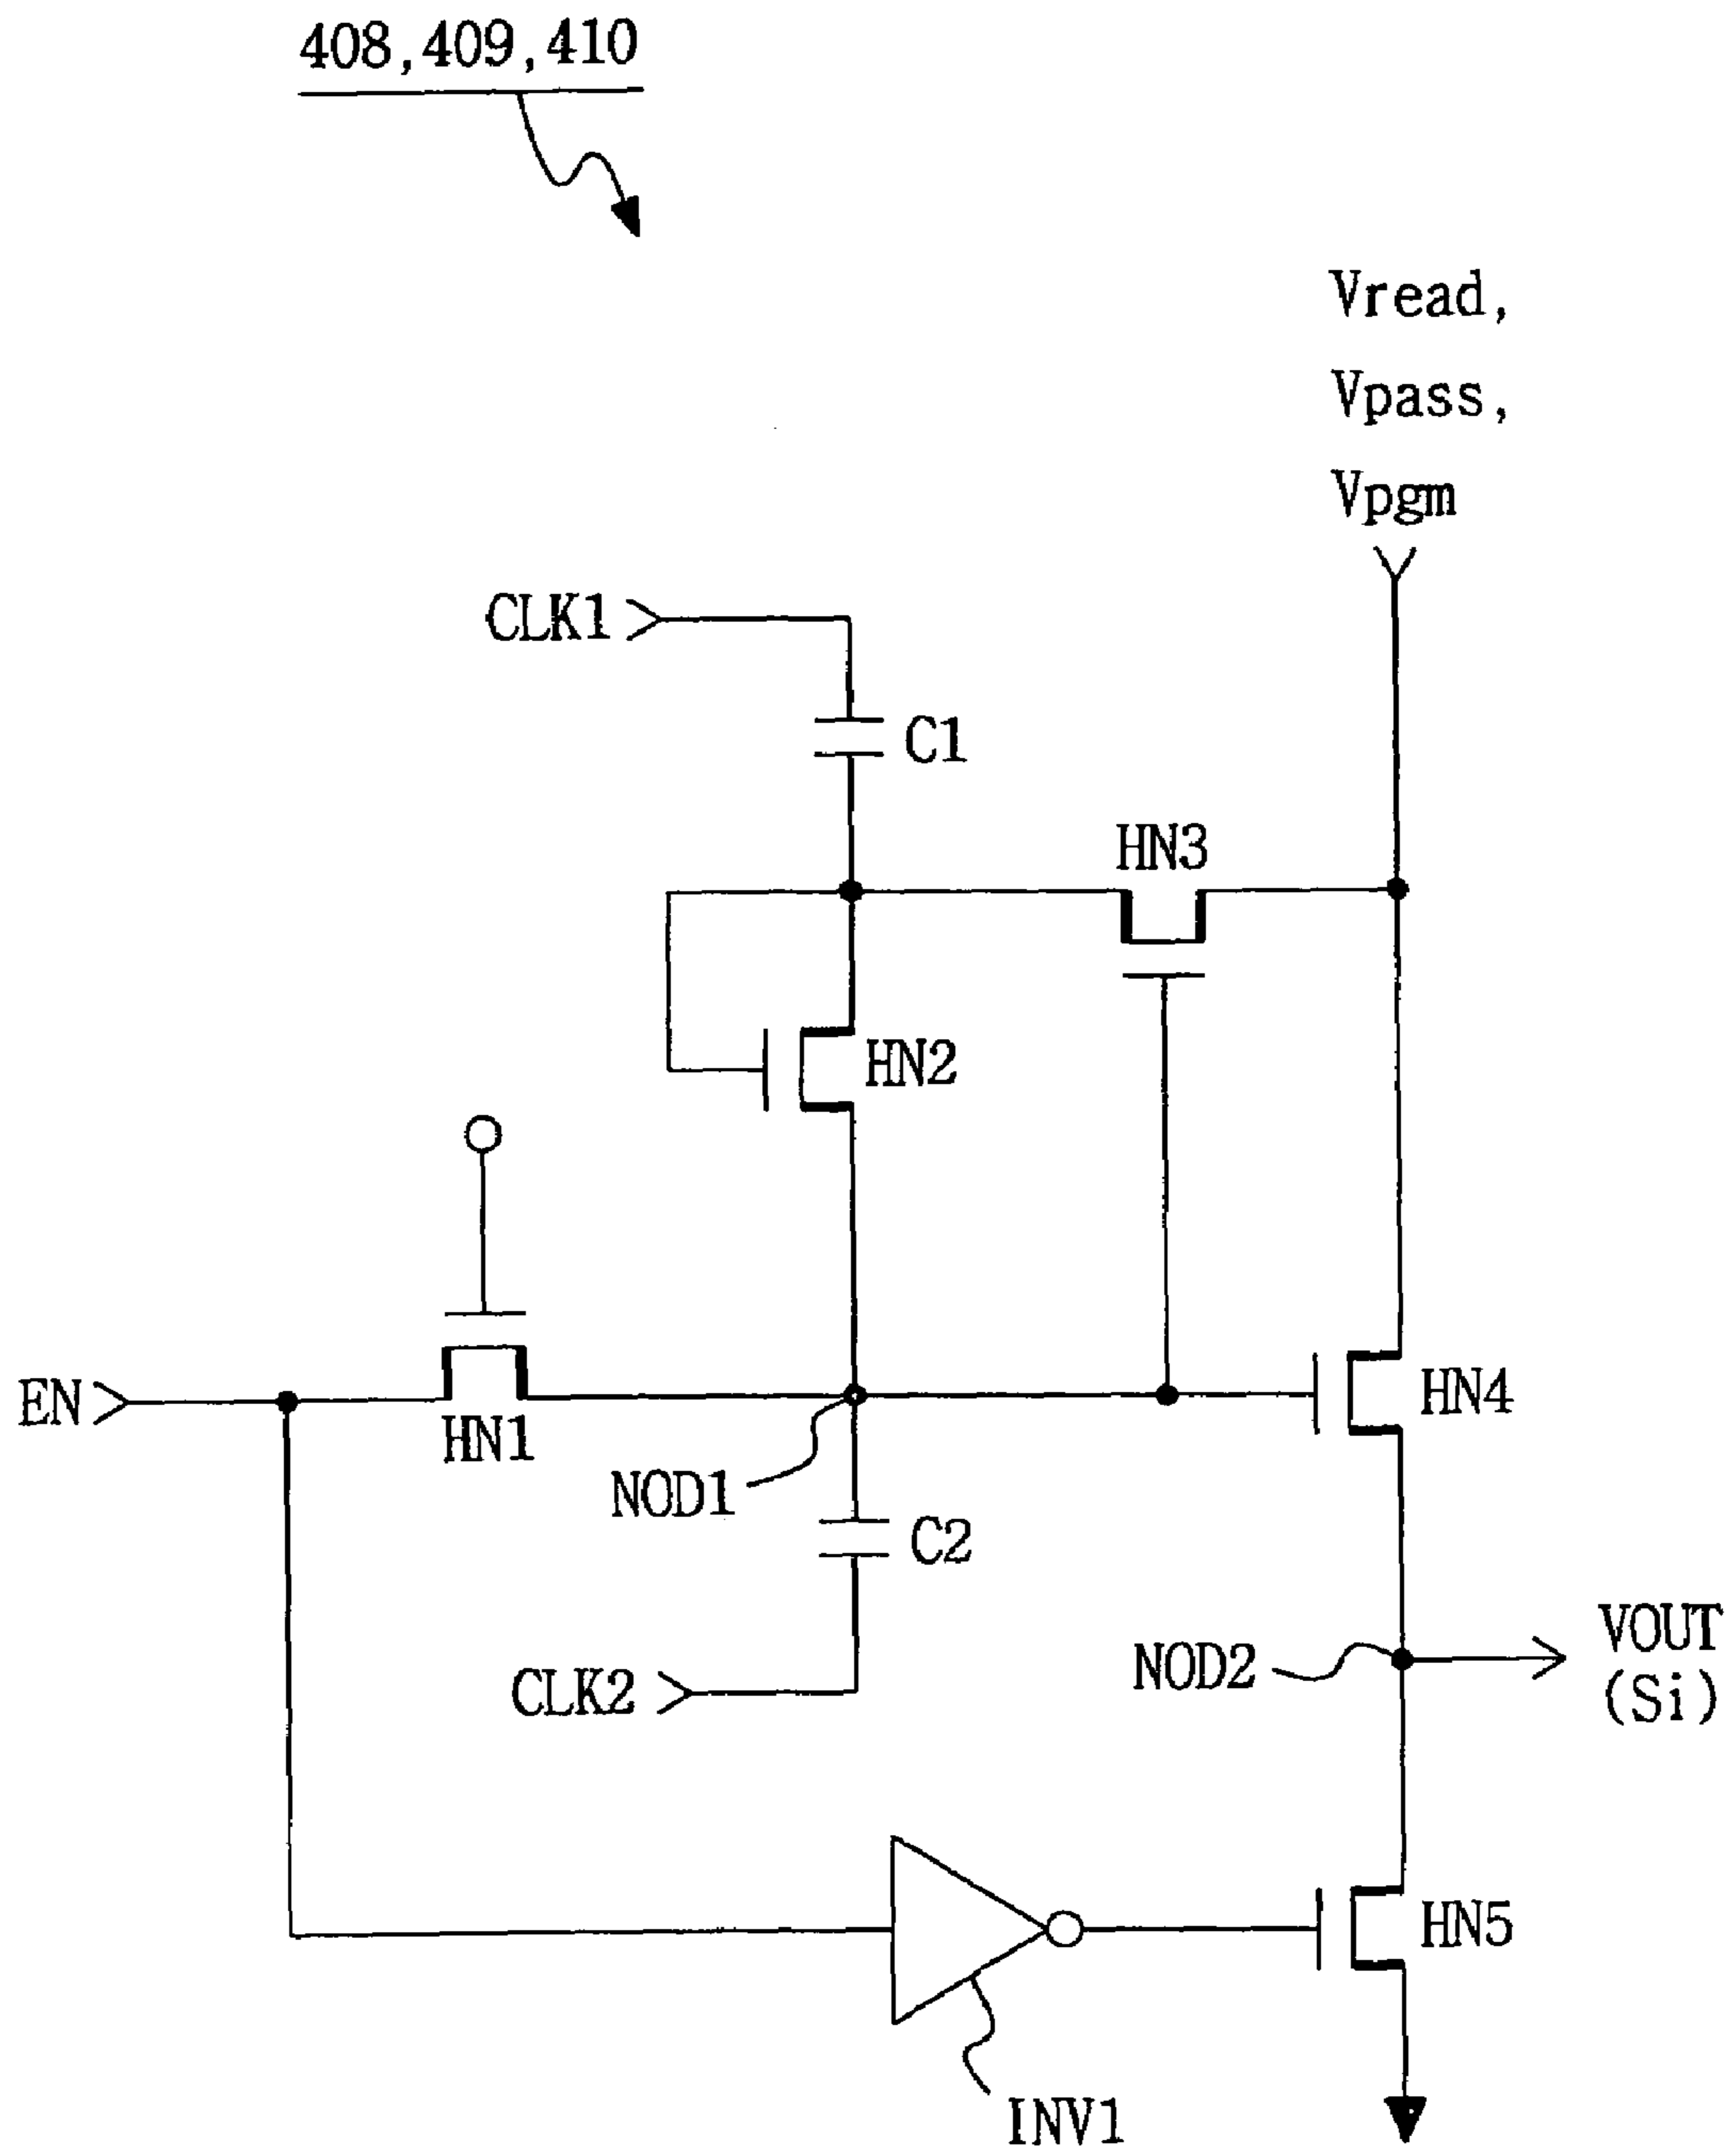 408,409,410
Vread,
Vpass,
Vpgm
CLK1
C1
HN3
HN2
EN
HN1
HN4
NOD1
C2
NOD2
VOUT
(Si)
CLK2
HN5
INV1